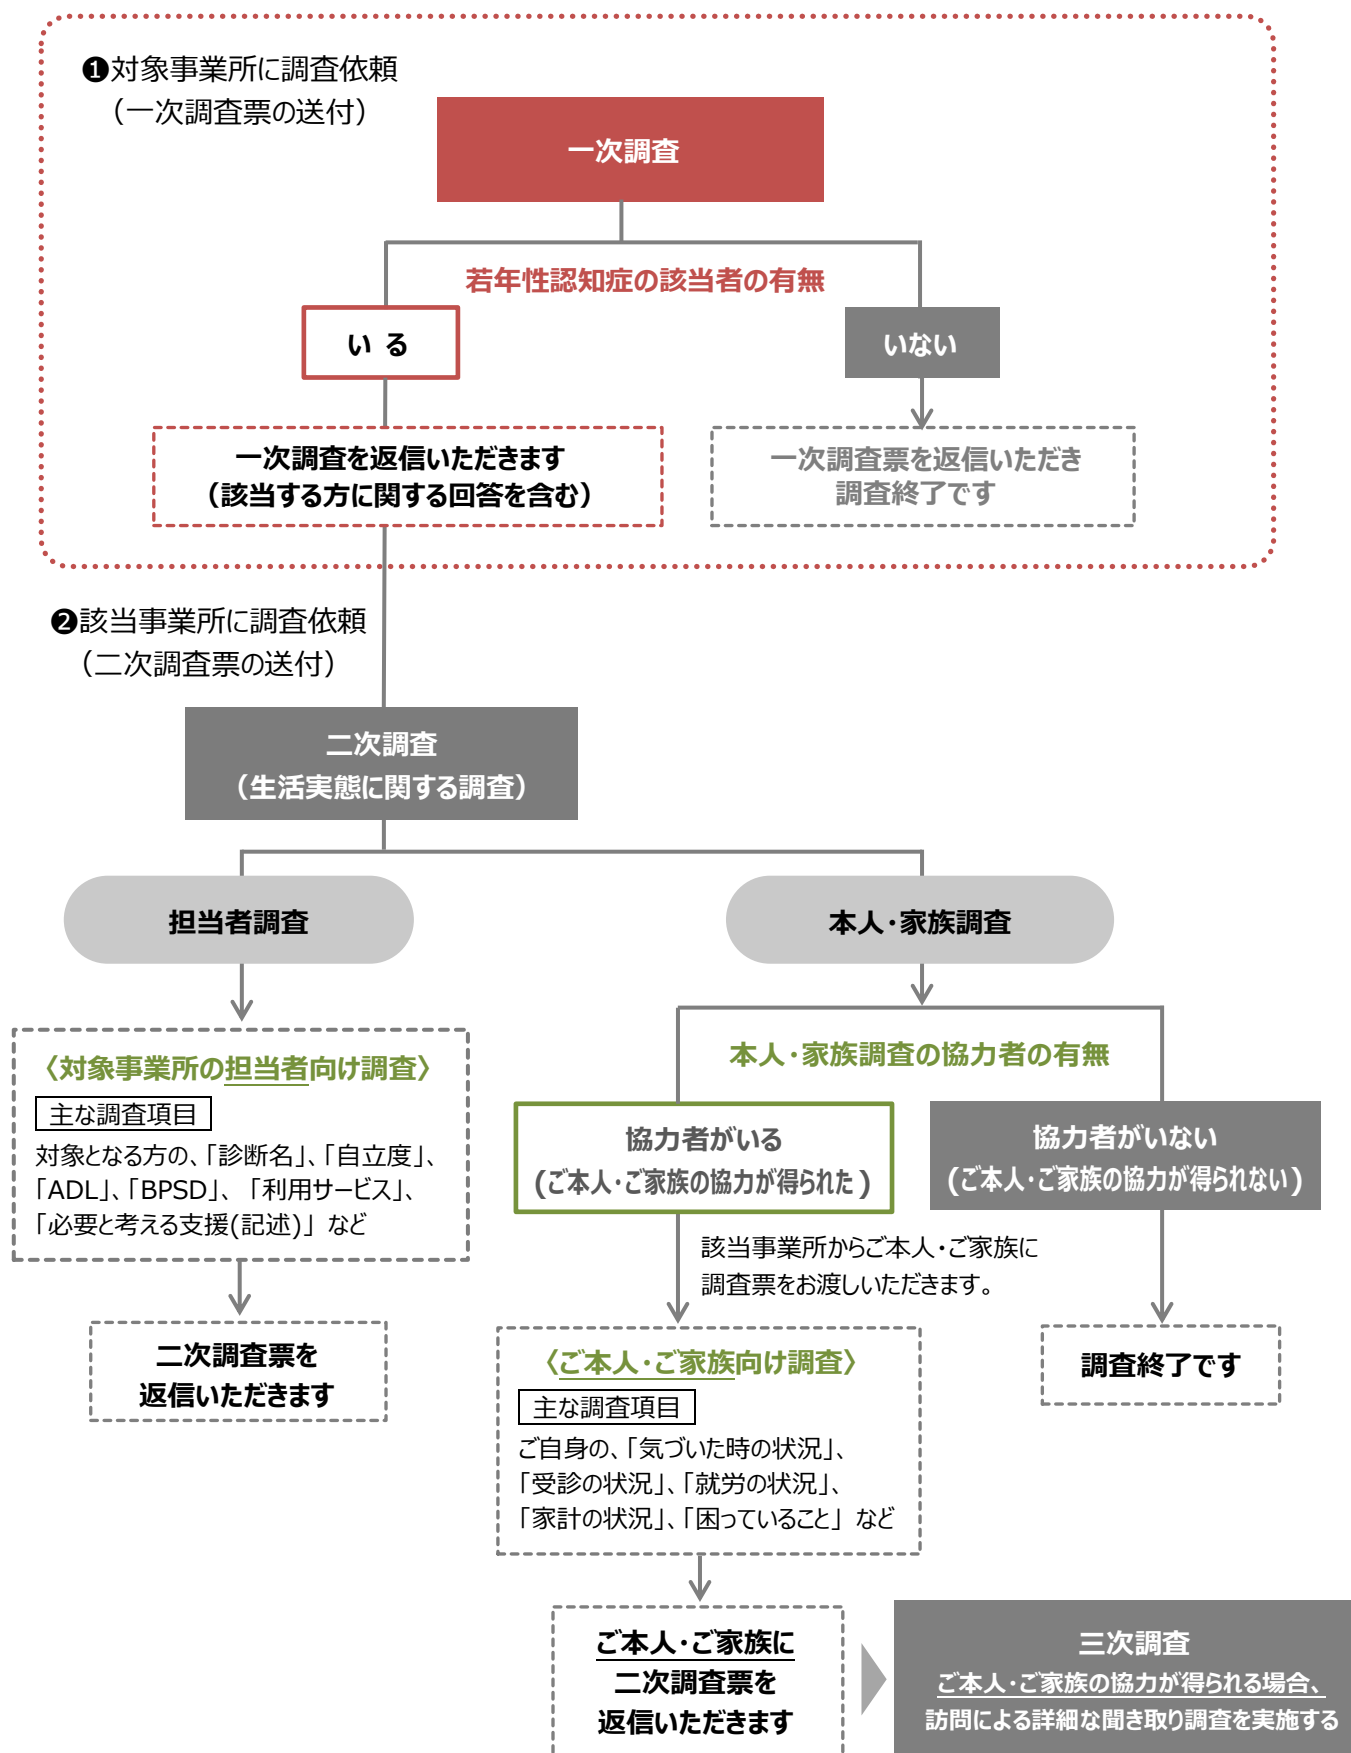 ❶対象事業所に調査依頼
（一次調査票の送付）
一次調査
若年性認知症の該当者の有無
い る
いない
一次調査を返信いただきます
（該当する方に関する回答を含む）
一次調査票を返信いただき
調査終了です
❷該当事業所に調査依頼
（二次調査票の送付）
二次調査
（生活実態に関する調査）
担当者調査
本人・家族調査
〈対象事業所の担当者向け調査〉
主な調査項目
対象となる方の、「診断名」、「自立度」、
「ADL」、「BPSD」、 「利用サービス」、
「必要と考える支援(記述)」 など
二次調査票を
返信いただきます
本人・家族調査の協力者の有無
協力者がいる
(ご本人・ご家族の協力が得られた )
協力者がいない
(ご本人・ご家族の協力が得られない )
該当事業所からご本人・ご家族に
調査票をお渡しいただきます。
〈ご本人・ご家族向け調査〉
主な調査項目
ご自身の、「気づいた時の状況」、
「受診の状況」、「就労の状況」、
「家計の状況」、「困っていること」 など
調査終了です
ご本人・ご家族に
二次調査票を
返信いただきます
三次調査
ご本人・ご家族の協力が得られる場合、
訪問による詳細な聞き取り調査を実施する